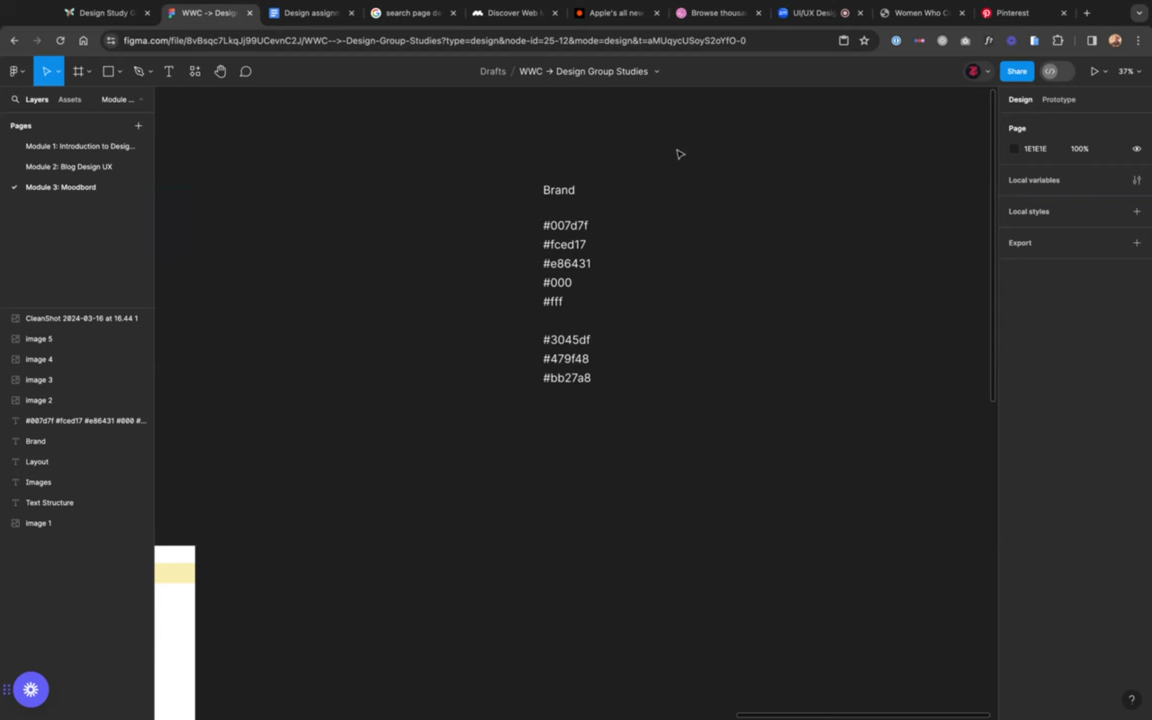 Design Study G
WWC -> Desig
Design assignm
search page de
Discover Web
Apple's all new
Browse thousa
UI/UX Desi
Women Who C
Pinterest
figma.com/file/8vBsqc7LkqJj99UCevnC2J/WWC-->-Design-Group-Studies?type=design&node-id=25-12&mode=design&t=aMUqycUSoyS2oYfO-0
Drafts / WWC -> Design Group Studies
Share
37%
Layers Assets Module ...
Design Prototype
Pages
Module 1: Introduction to Desig...
Module 2: Blog Design UX
Module 3: Moodbord
Page
1E1E1E 100%
Local variables
Local styles
Export
Brand
#007d7f
#fced17
#e86431
#000
#fff
#3045df
#479f48
#bb27a8
CleanShot 2024-03-16 at 16.44 1
image 5
image 4
image 3
image 2
#007d7f #fced17 #e86431 #000 #...
Brand
Layout
Images
Text Structure
image 1
?